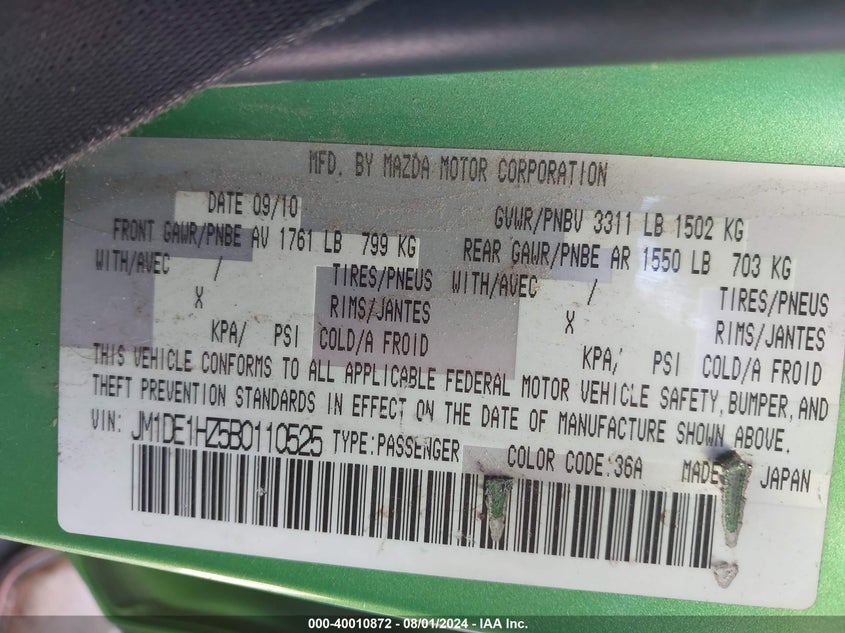 MFD. BY MAZDA MOTOR CORPORATION
DATE 09/10 GVWR/PNBV 3311 LB 1502 KG
FRONT GAWR/PNBE AV 1761 LB 799 KG REAR GAWR/PNBE AR 1550 LB 703 KG
WITH/AVEC / TIRES/PNEUS WITH/AVEC / TIRES/PNEUS
X RIMS/JANTES X RIMS/JANTES
KPA/ PSI COLD/A FROID KPA/ PSI COLD/A FROID
THIS VEHICLE CONFORMS TO ALL APPLICABLE FEDERAL MOTOR VEHICLE SAFETY, BUMPER, AND
THEFT PREVENTION STANDARDS IN EFFECT ON THE DATE OF MANUFACTURE SHOWN ABOVE.
VIN: JM1DE1HZ5B0110525 TYPE:PASSENGER COLOR CODE:36A MADE JAPAN
000-40010872 - 08/01/2024 - IAA Inc.